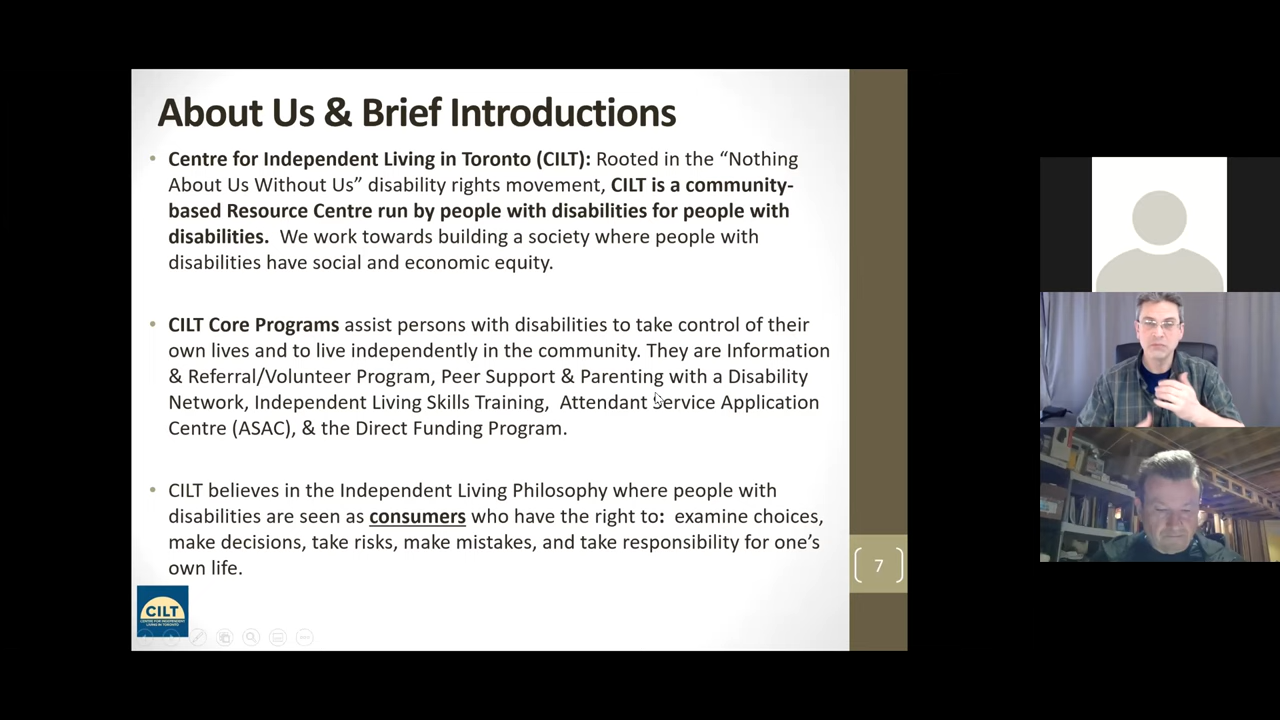 About Us & Brief Introductions
• Centre for Independent Living in Toronto (CILT): Rooted in the “Nothing
About Us Without Us” disability rights movement, CILT is a community-
based Resource Centre run by people with disabilities for people with
disabilities. We work towards building a society where people with
disabilities have social and economic equity.
• CILT Core Programs assist persons with disabilities to take control of their
own lives and to live independently in the community. They are Information
& Referral/Volunteer Program, Peer Support & Parenting with a Disability
Network, Independent Living Skills Training, Attendant Service Application
Centre (ASAC), & the Direct Funding Program.
• CILT believes in the Independent Living Philosophy where people with
disabilities are seen as consumers who have the right to: examine choices,
make decisions, take risks, make mistakes, and take responsibility for one’s
own life.
7
CILT
CENTRE FOR INDEPENDENT
LIVING IN TORONTO